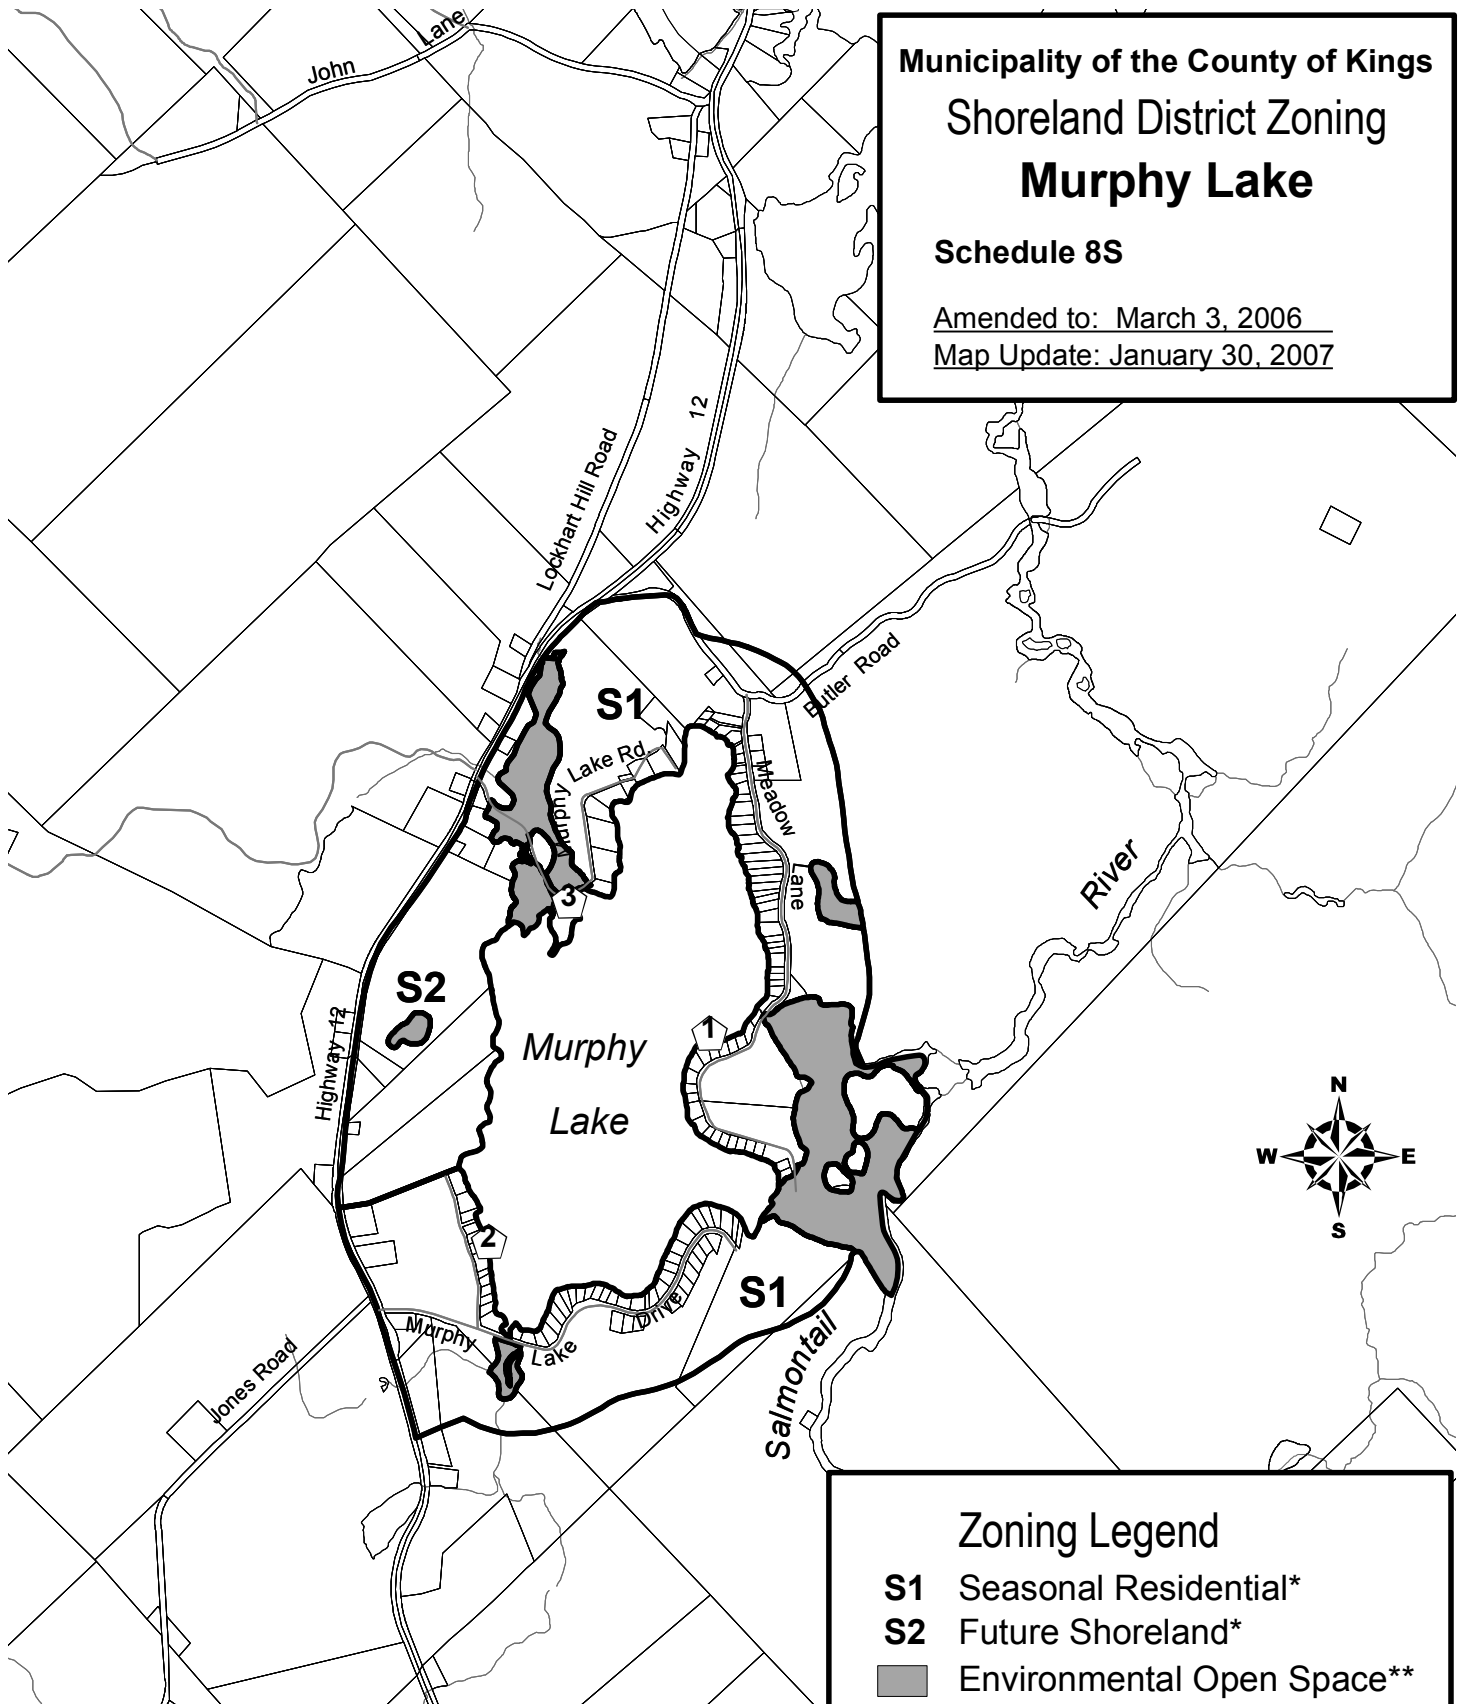 Municipality of the County of Kings
Shoreland District Zoning
Murphy Lake
Schedule 8S
Amended to: March 3, 2006
Map Update: January 30, 2007
John Lane
Lockhart Hill Road
Highway 12
Butler Road
S1
Murphy Lake Rd.
Meadow Lane
River
3
S2
Highway 12
1
Murphy
Lake
N
W E
S
2
S1
Murphy Lake Drive
Jones Road
Salmontail
Zoning Legend
S1 Seasonal Residential*
S2 Future Shoreland*
Environmental Open Space**